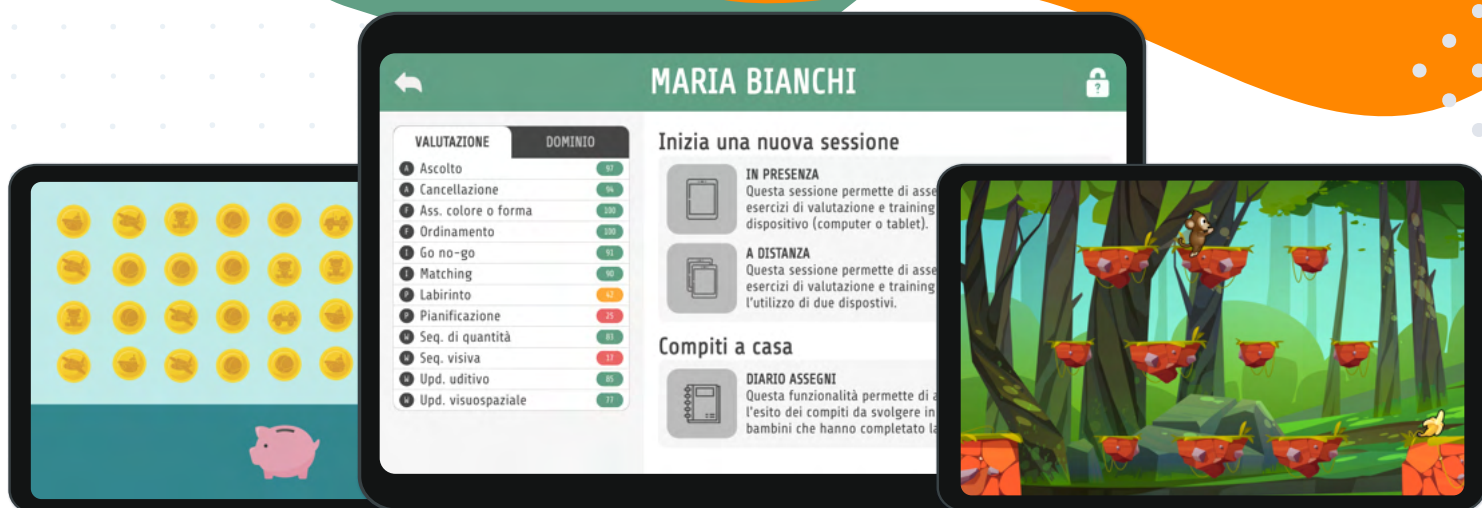 MARIA BIANCHI
?
VALUTAZIONE DOMINIO
A Ascolto 97
A Cancellazione 94
F Ass. colore o forma 100
F Ordinamento 100
I Go no-go 91
I Matching 90
P Labirinto 42
P Pianificazione 25
W Seq. di quantità 83
W Seq. visiva 17
W Upd. uditivo 85
W Upd. visuospaziale 77
Inizia una nuova sessione
IN PRESENZA
Questa sessione permette di asse
esercizi di valutazione e training
dispositivo (computer o tablet).
A DISTANZA
Questa sessione permette di asse
esercizi di valutazione e training
l'utilizzo di due dispostivi.
Compiti a casa
DIARIO ASSEGNI
Questa funzionalità permette di a
l'esito dei compiti da svolgere in
bambini che hanno completato la